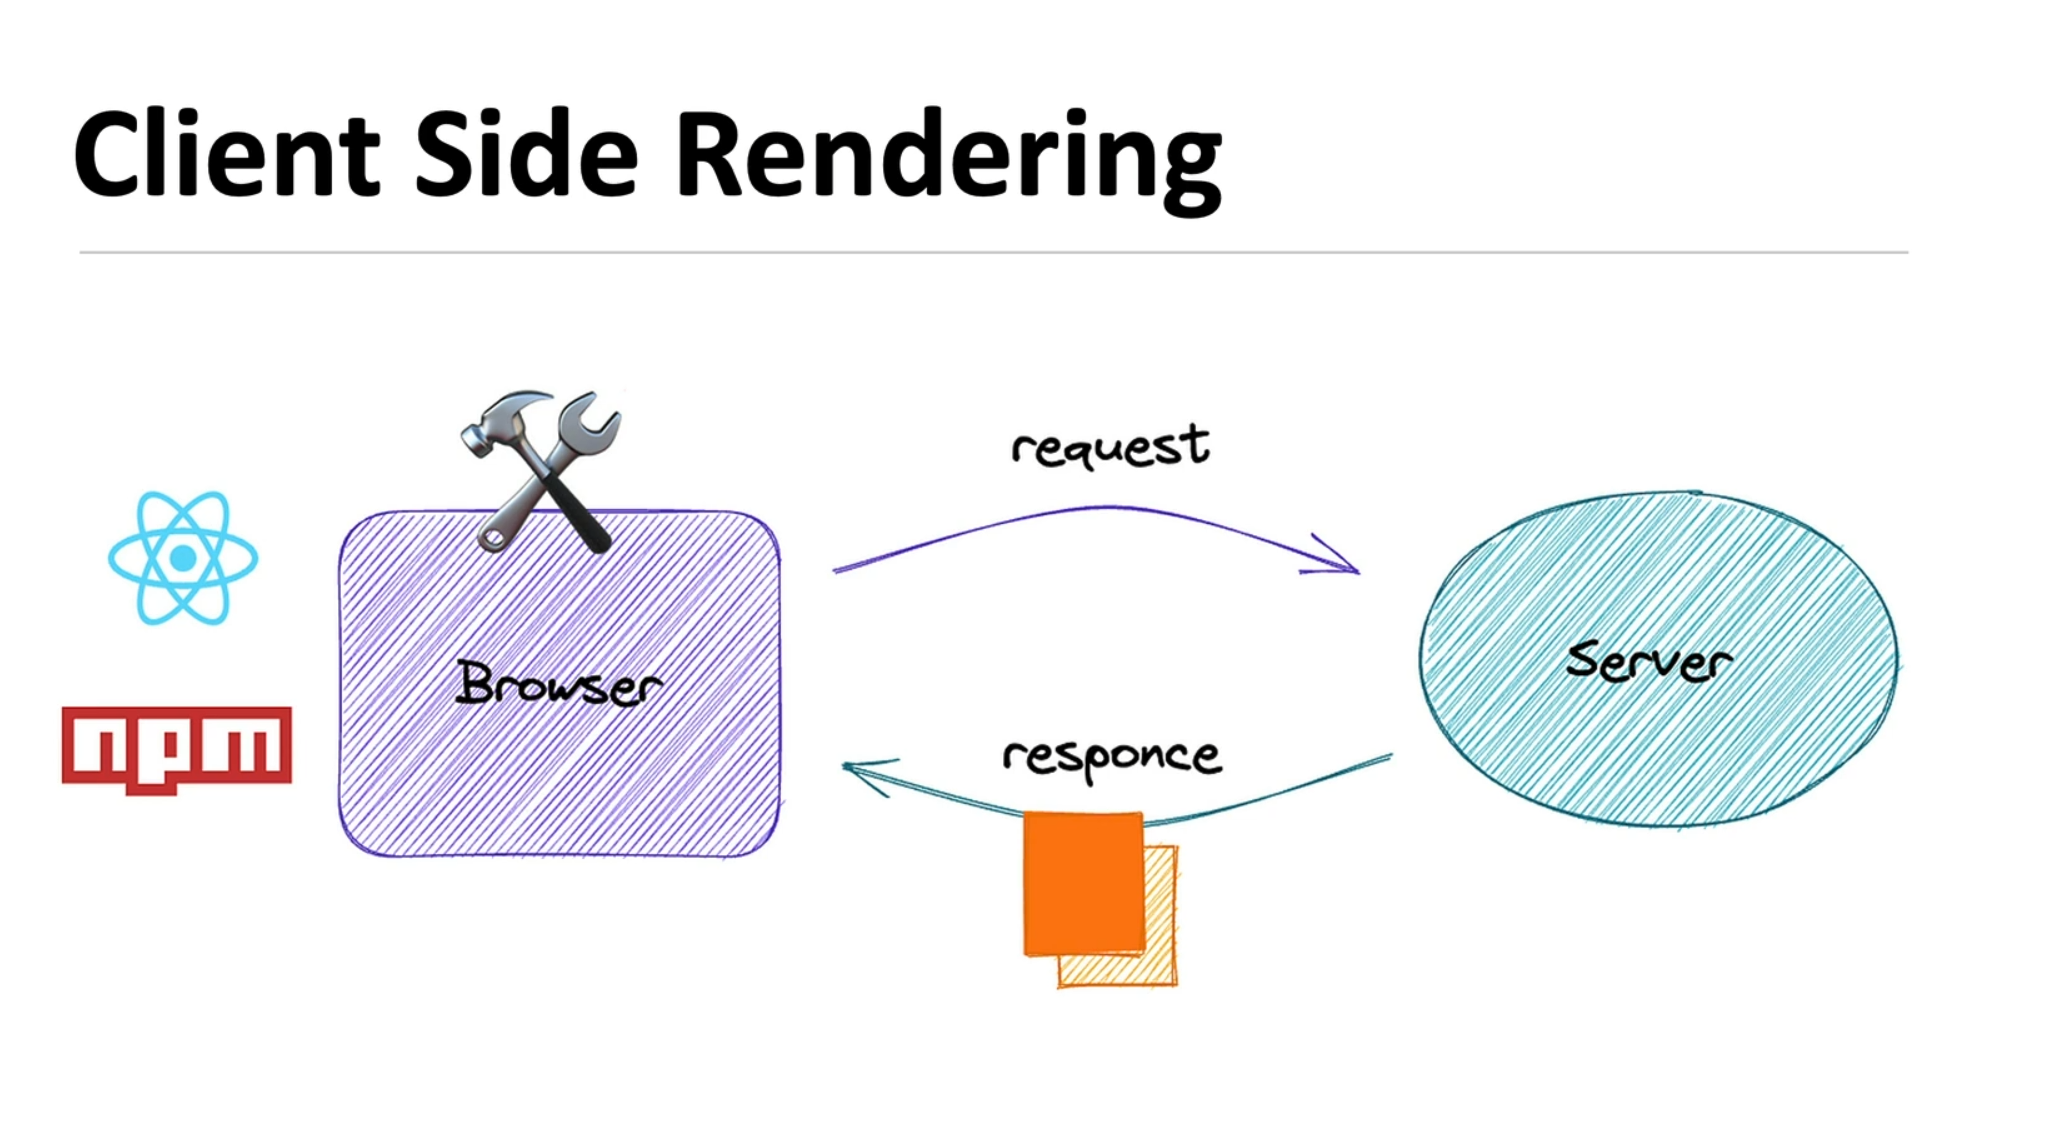 Client Side Rendering
request
Browser
Server
npm
responce